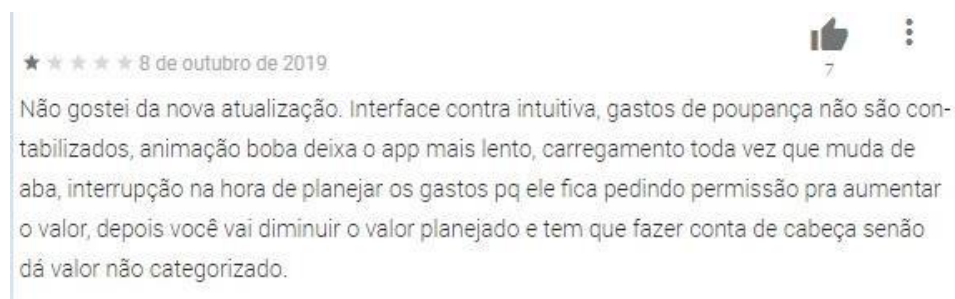 8 de outubro de 2019
7
Não gostei da nova atualização. Interface contra intuitiva, gastos de poupança não são con-
tabilizados, animação boba deixa o app mais lento, carregamento toda vez que muda de
aba, interrupção na hora de planejar os gastos pq ele fica pedindo permissão pra aumentar
o valor, depois você vai diminuir o valor planejado e tem que fazer conta de cabeça senão
dá valor não categorizado.